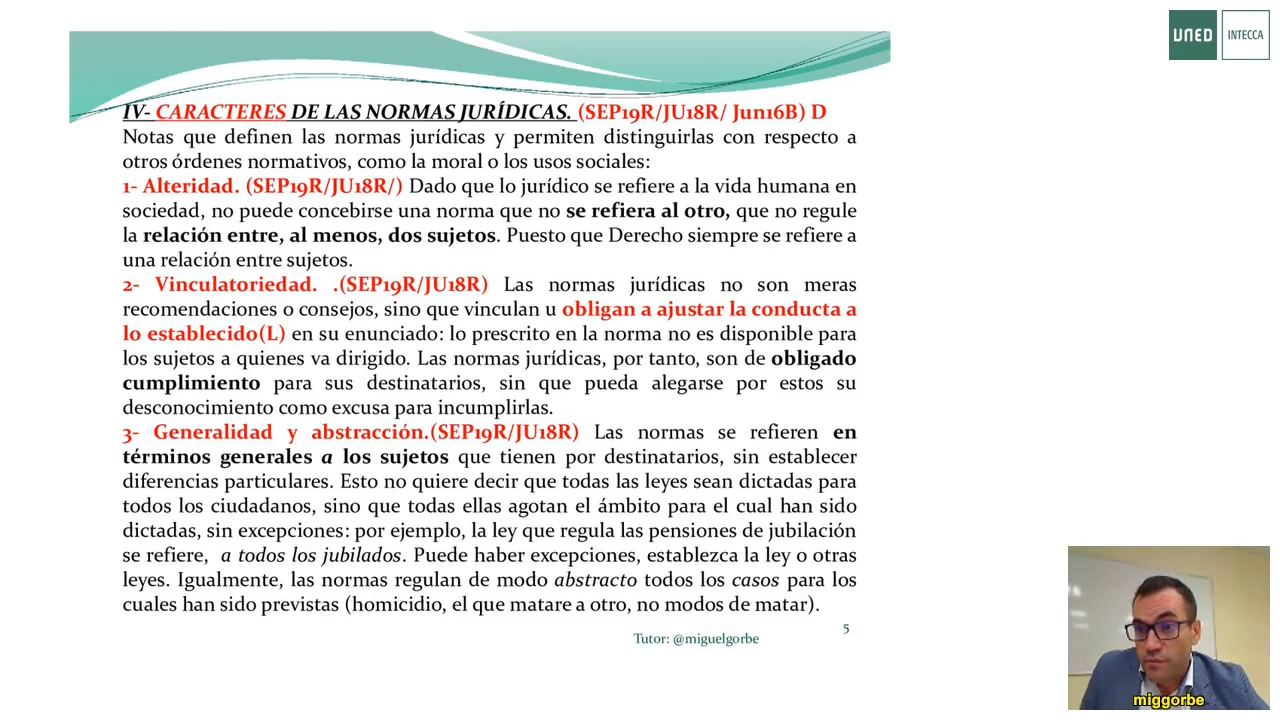 UNED
INTECCA
IV- CARACTERES DE LAS NORMAS JURÍDICAS. (SEP19R/JU18R/ Jun16B) D
Notas que definen las normas jurídicas y permiten distinguirlas con respecto a
otros órdenes normativos, como la moral o los usos sociales:
1- Alteridad. (SEP19R/JU18R/) Dado que lo jurídico se refiere a la vida humana en
sociedad, no puede concebirse una norma que no se refiera al otro, que no regule
la relación entre, al menos, dos sujetos. Puesto que Derecho siempre se refiere a
una relación entre sujetos.
2- Vinculatoriedad. .(SEP19R/JU18R) Las normas jurídicas no son meras
recomendaciones o consejos, sino que vinculan u obligan a ajustar la conducta a
lo establecido(L) en su enunciado: lo prescrito en la norma no es disponible para
los sujetos a quienes va dirigido. Las normas jurídicas, por tanto, son de obligado
cumplimiento para sus destinatarios, sin que pueda alegarse por estos su
desconocimiento como excusa para incumplirlas.
3- Generalidad y abstracción.(SEP19R/JU18R) Las normas se refieren en
términos generales a los sujetos que tienen por destinatarios, sin establecer
diferencias particulares. Esto no quiere decir que todas las leyes sean dictadas para
todos los ciudadanos, sino que todas ellas agotan el ámbito para el cual han sido
dictadas, sin excepciones: por ejemplo, la ley que regula las pensiones de jubilación
se refiere, a todos los jubilados. Puede haber excepciones, establezca la ley o otras
leyes. Igualmente, las normas regulan de modo abstracto todos los casos para los
cuales han sido previstas (homicidio, el que matare a otro, no modos de matar).
5
Tutor: @miguelgorbe
miggorbe